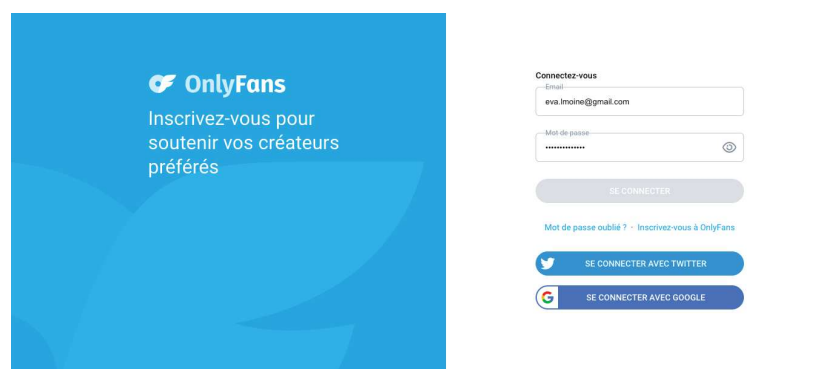 OnlyFans
Inscrivez-vous pour
soutenir vos créateurs
préférés
Connectez-vous
Email
eva.lmoine@gmail.com
Mot de passe
••••••••••••••
SE CONNECTER
Mot de passe oublié ? · Inscrivez-vous à OnlyFans
SE CONNECTER AVEC TWITTER
SE CONNECTER AVEC GOOGLE